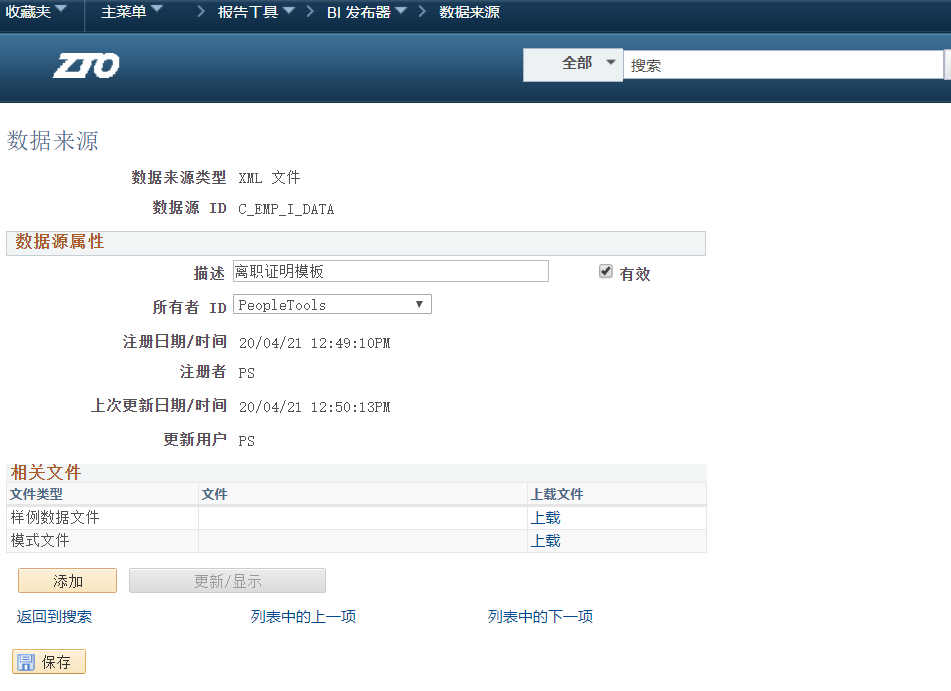 收藏夹 主菜单 报告工具 BI 发布器 数据来源
ZTO 全部 搜索
数据来源
数据来源类型 XML 文件
数据源 ID C_EMP_I_DATA
数据源属性
描述 离职证明模板 有效
所有者 ID PeopleTools
注册日期/时间 20/04/21 12:49:10PM
注册者 PS
上次更新日期/时间 20/04/21 12:50:13PM
更新用户 PS
相关文件
文件类型 文件 上载文件
样例数据文件 上载
模式文件 上载
添加 更新/显示
返回到搜索 列表中的上一项 列表中的下一项
保存